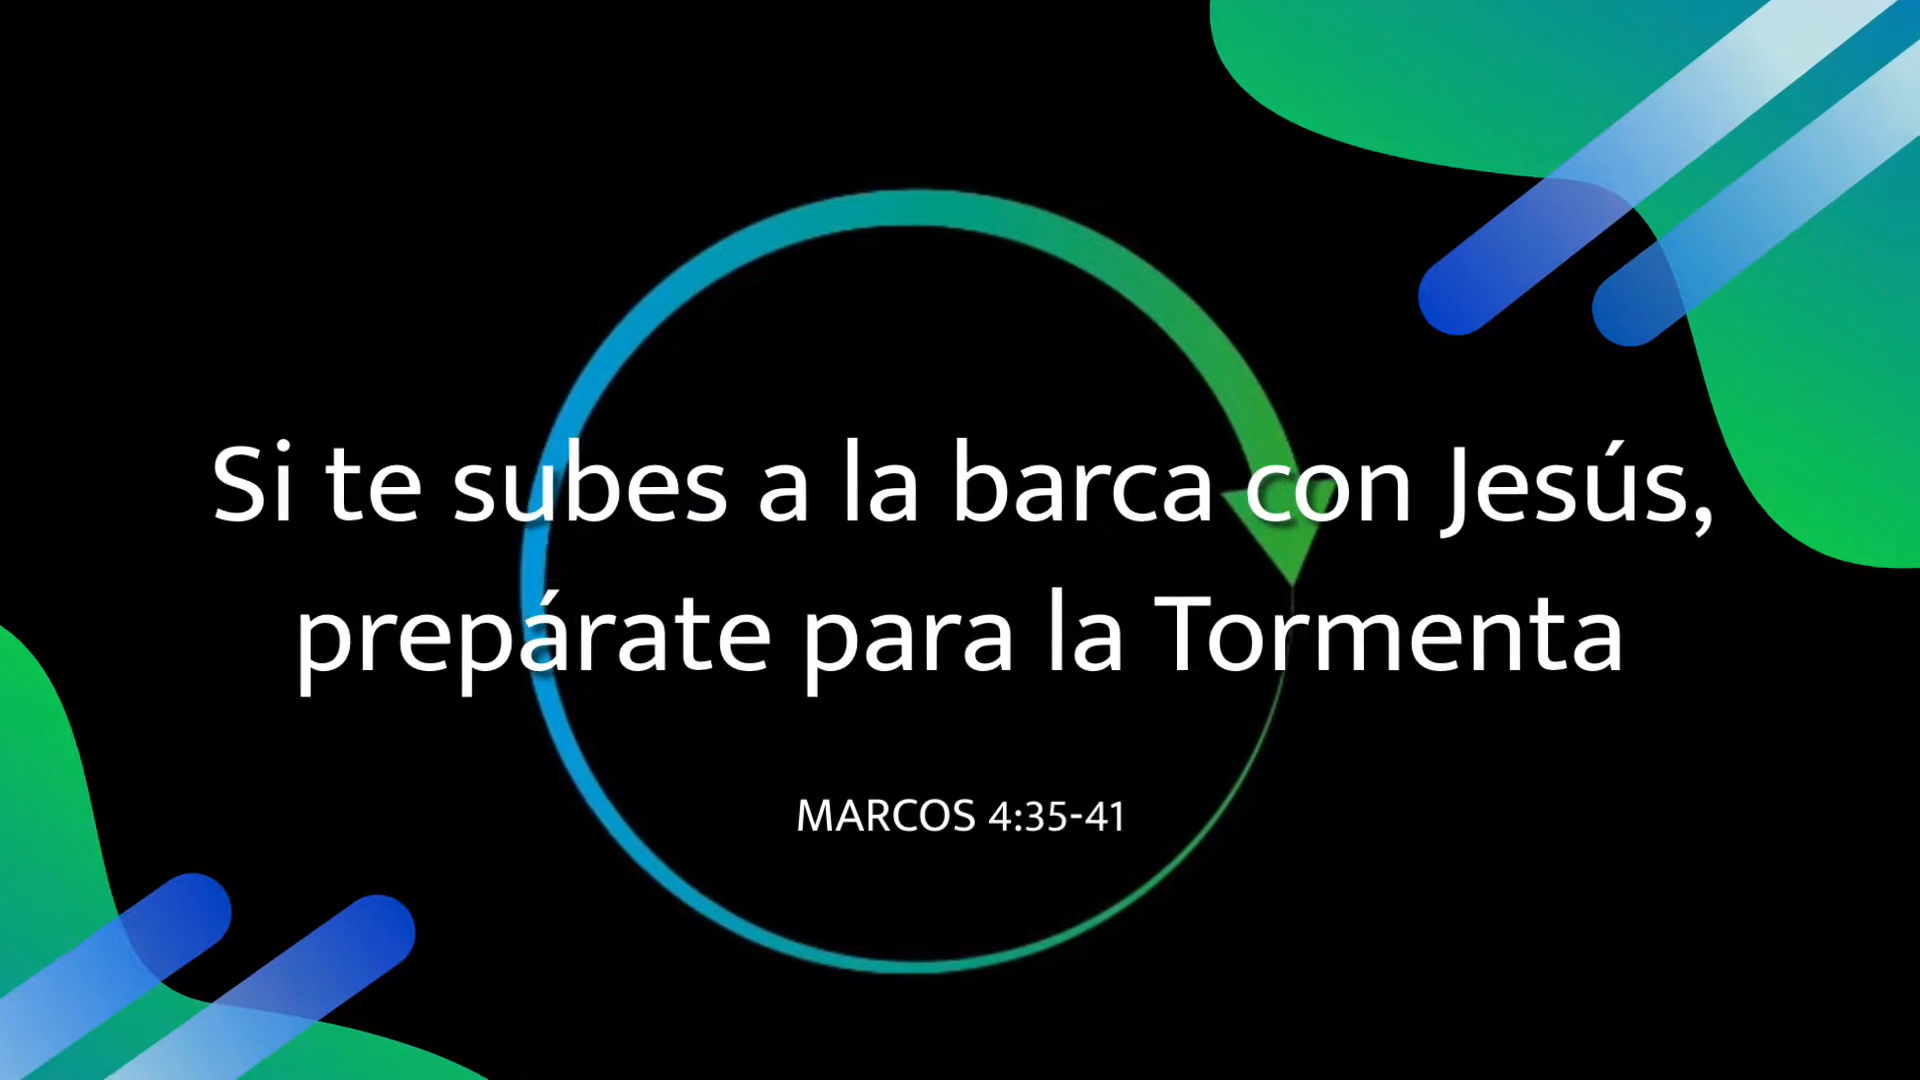 Si te subes a la barca con Jesús,
prepárate para la Tormenta
MARCOS 4:35-41